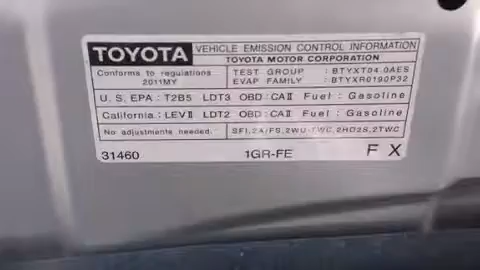 TOYOTA
VEHICLE EMISSION CONTROL INFORMATION
TOYOTA MOTOR CORPORATION
Conforms to regulations : 2011MY
TEST GROUP : BTYXT04.0AES
EVAP FAMILY : BTYXR0190P32
U.S. EPA : T2B5 LDT3 OBD:CAⅡ Fuel : Gasoline
California : LEVⅡ LDT2 OBD:CAⅡ Fuel : Gasoline
No adjustments needed.
SFI,2A/FS,2WU-TWC,2HO2S,2TWC
31460 1GR-FE F X